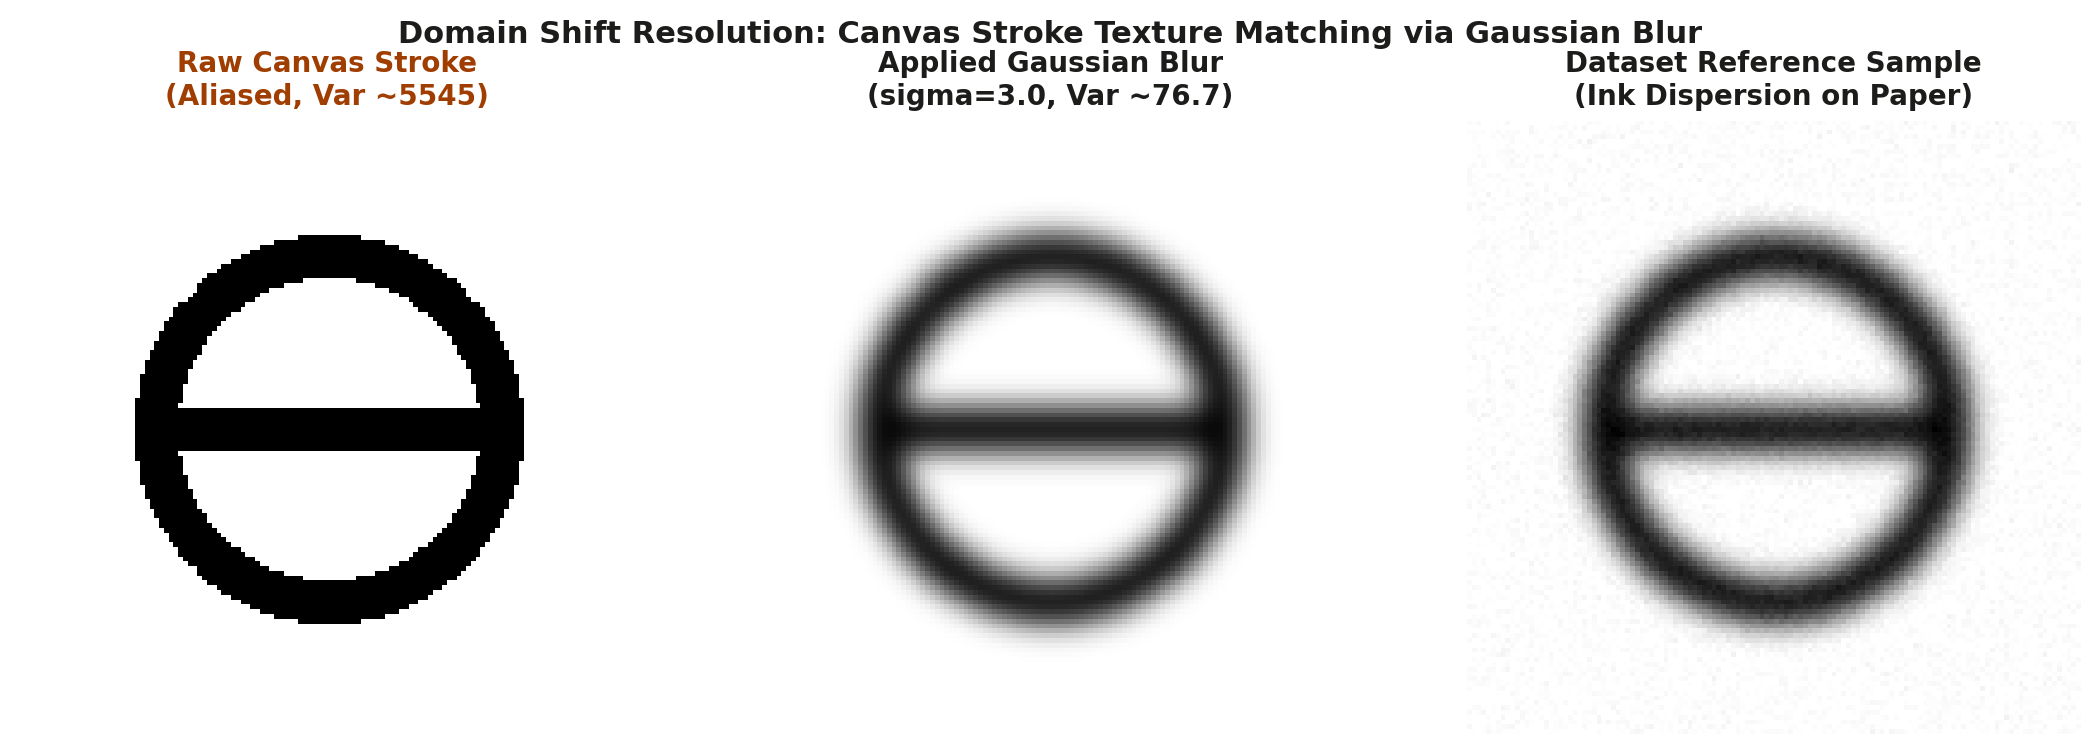 Domain Shift Resolution: Canvas Stroke Texture Matching via Gaussian Blur
Raw Canvas Stroke
(Aliased, Var ~5545)
Applied Gaussian Blur
(sigma=3.0, Var ~76.7)
Dataset Reference Sample
(Ink Dispersion on Paper)